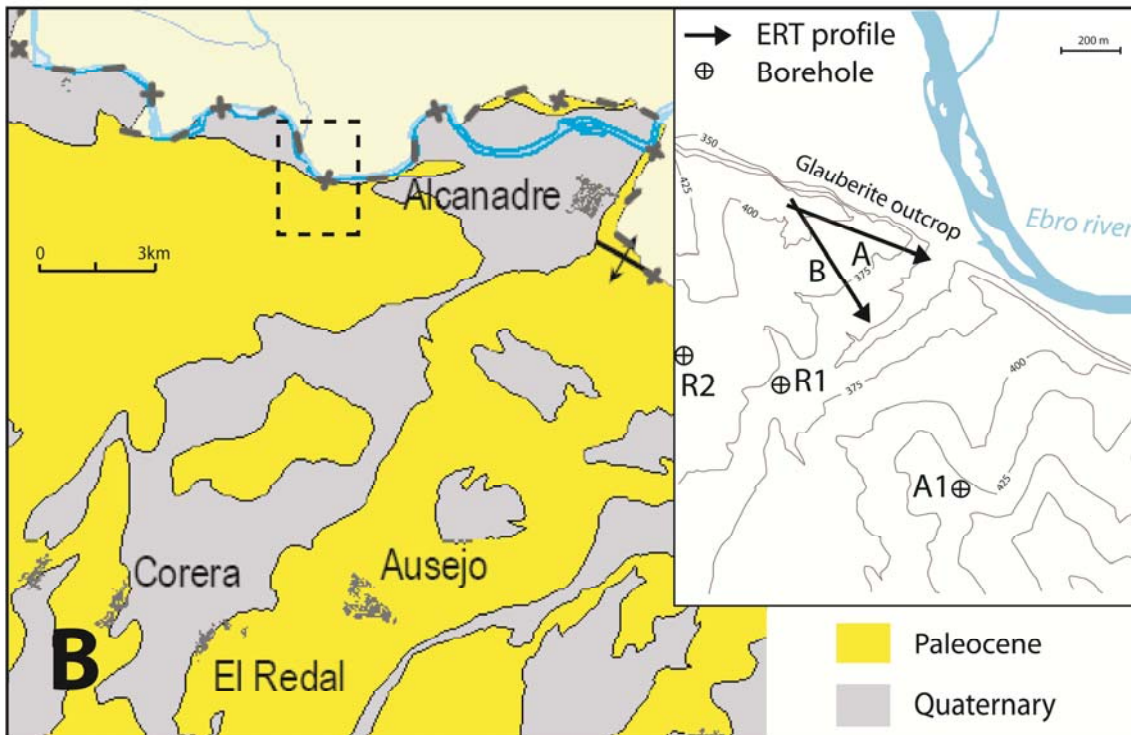 Alcanadre
0 3km
Corera
Ausejo
El Redal
B
ERT profile
Borehole
200 m
350
425
400
Glauberite outcrop
Ebro river
A
B
375
R2
R1
375
400
A1
425
Paleocene
Quaternary